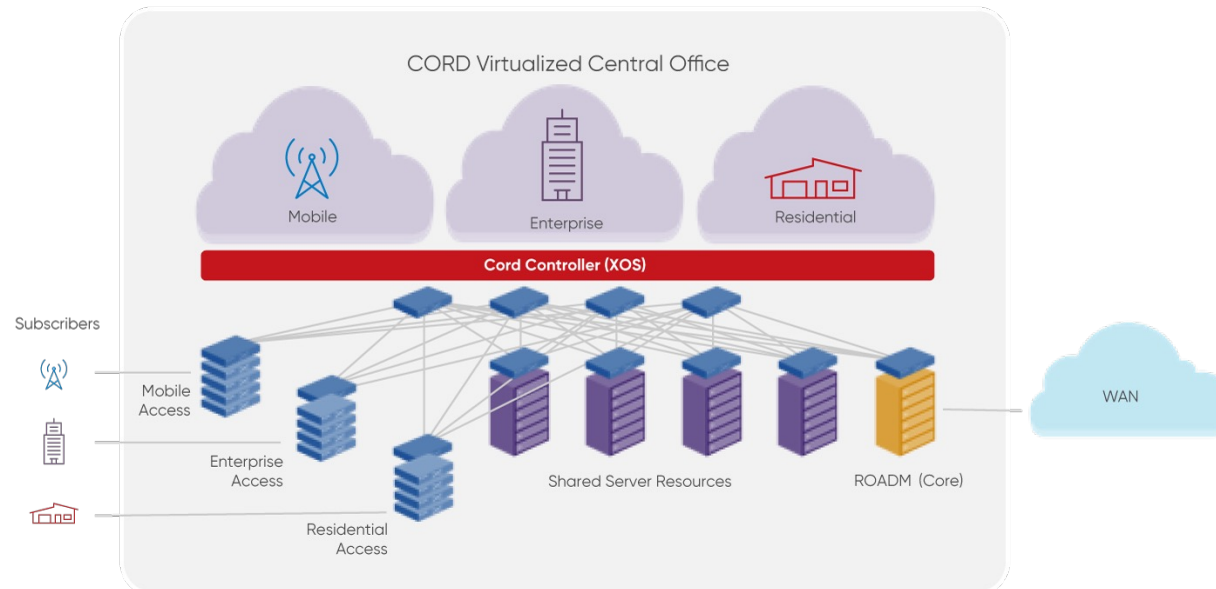 CORD Virtualized Central Office
Mobile
Enterprise
Residential
Cord Controller (XOS)
Subscribers
Mobile
Access
Enterprise
Access
Residential
Access
Shared Server Resources
ROADM (Core)
WAN